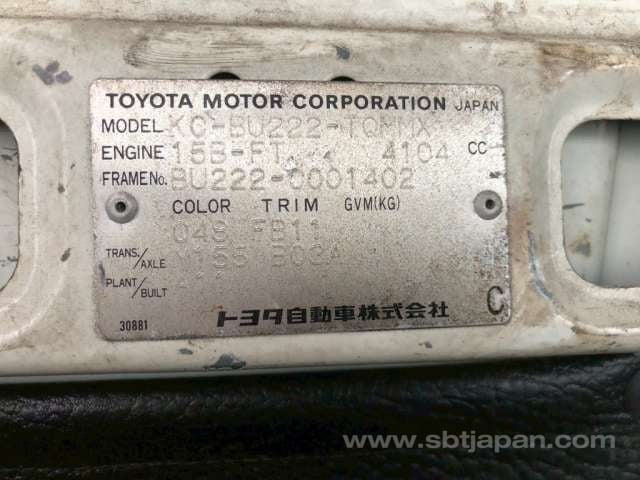 TOYOTA MOTOR CORPORATION JAPAN
MODEL KC-BU222-TQMMX
ENGINE 15B-FT 4104 CC
FRAME No. BU222-0001402
COLOR TRIM GVM(KG)
04S FB11
TRANS./AXLE
PLANT/BUILT
30881
トヨタ自動車株式会社 C
www.sbtjapan.com